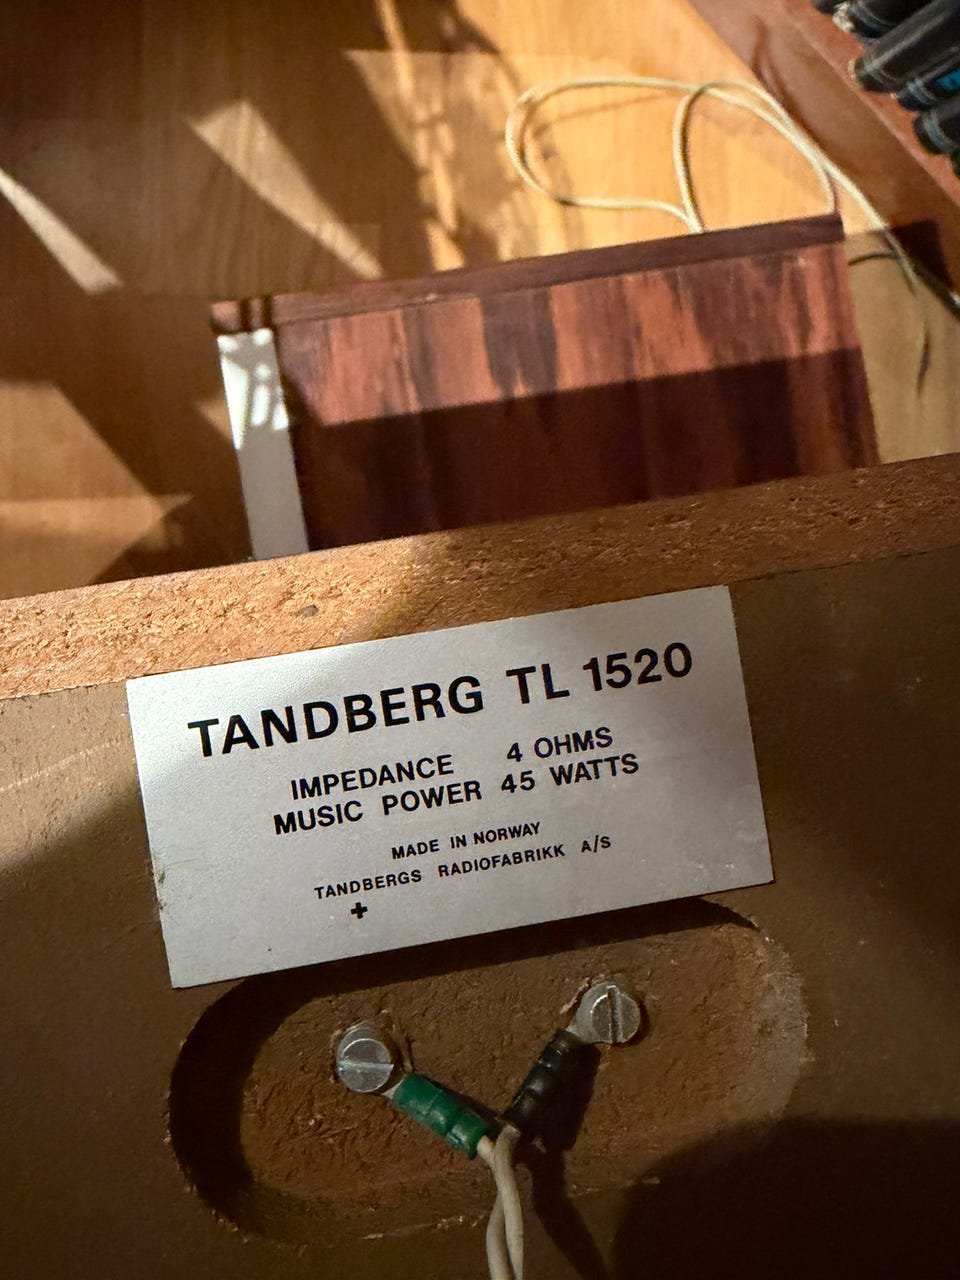 TANDBERG TL 1520
IMPEDANCE 4 OHMS
MUSIC POWER 45 WATTS
MADE IN NORWAY
TANDBERGS RADIOFABRIKK A/S
+